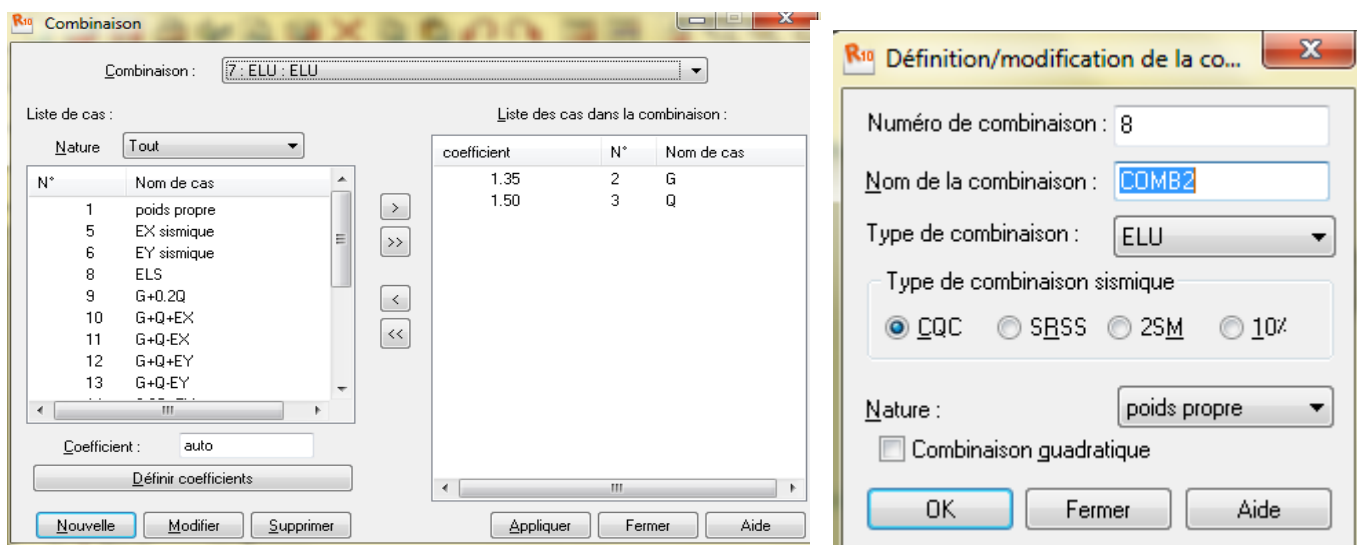 R10 Combinaison
Combinaison : 7 : ELU : ELU
Liste de cas :
Nature Tout
N° Nom de cas
1 poids propre
5 EX sismique
6 EY sismique
8 ELS
9 G+0.2Q
10 G+Q+EX
11 G+Q-EX
12 G+Q+EY
13 G+Q-EY
Coefficient : auto
Définir coefficients
Nouvelle Modifier Supprimer
> 
>>
<
<<
Liste des cas dans la combinaison :
coefficient N° Nom de cas
1.35 2 G
1.50 3 Q
Appliquer Fermer Aide
R10 Définition/modification de la co...
Numéro de combinaison : 8
Nom de la combinaison : COMB2
Type de combinaison : ELU
Type de combinaison sismique
CQC SRSS 2SM 10%
Nature : poids propre
Combinaison quadratique
OK Fermer Aide